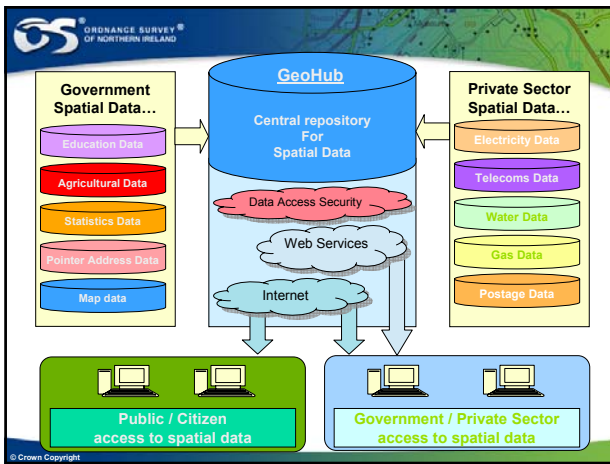 OS®
ORDNANCE SURVEY®
OF NORTHERN IRELAND
Government
Spatial Data…
Education Data
Agricultural Data
Statistics Data
Pointer Address Data
Map data
GeoHub
Central repository
For
Spatial Data
Data Access Security
Web Services
Internet
Private Sector
Spatial Data…
Electricity Data
Telecoms Data
Water Data
Gas Data
Postage Data
Public / Citizen
access to spatial data
Government / Private Sector
access to spatial data
© Crown Copyright